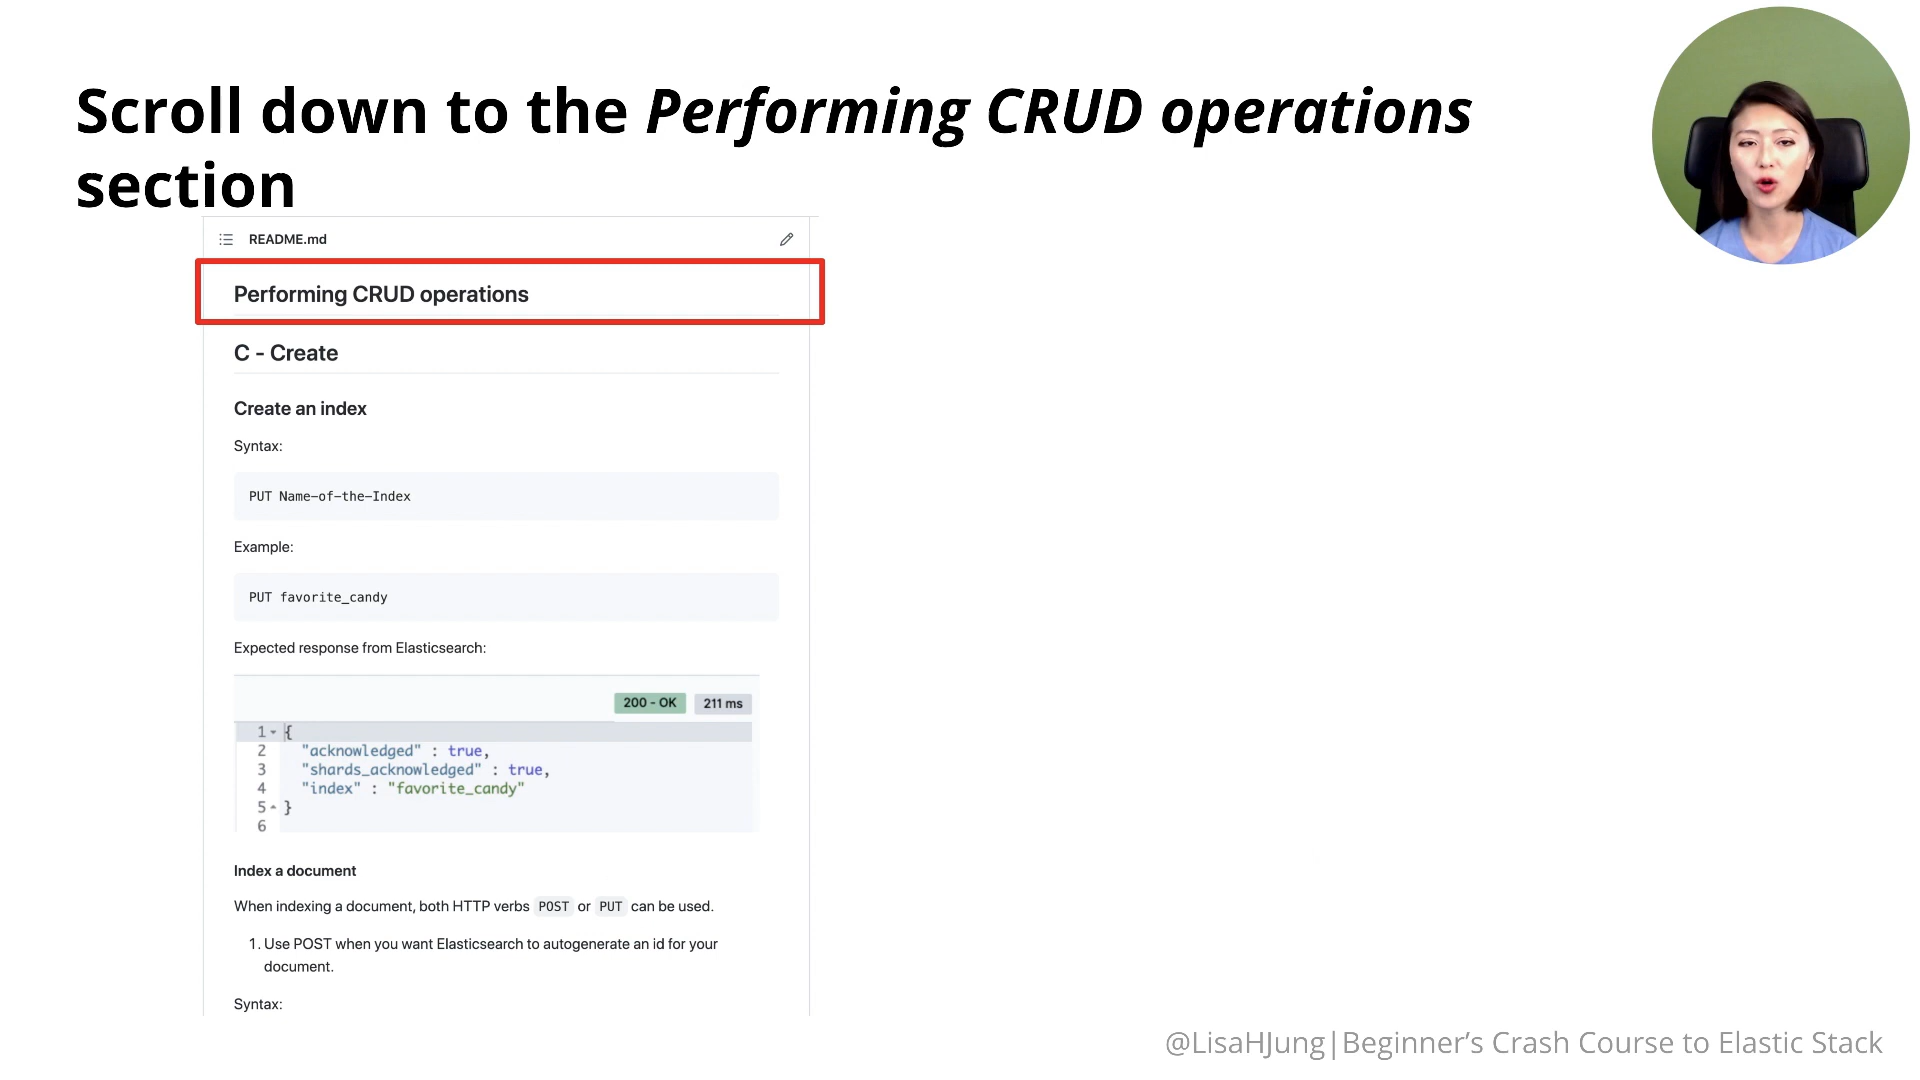 Scroll down to the Performing CRUD operations
section
README.md
Performing CRUD operations
C - Create
Create an index
Syntax:
PUT Name-of-the-Index
Example:
PUT favorite_candy
Expected response from Elasticsearch:
200 - OK 211 ms
1 {
2 "acknowledged" : true,
3 "shards_acknowledged" : true,
4 "index" : "favorite_candy"
5 }
6
Index a document
When indexing a document, both HTTP verbs POST or PUT can be used.
1. Use POST when you want Elasticsearch to autogenerate an id for your
document.
Syntax:
@LisaHJung|Beginner’s Crash Course to Elastic Stack